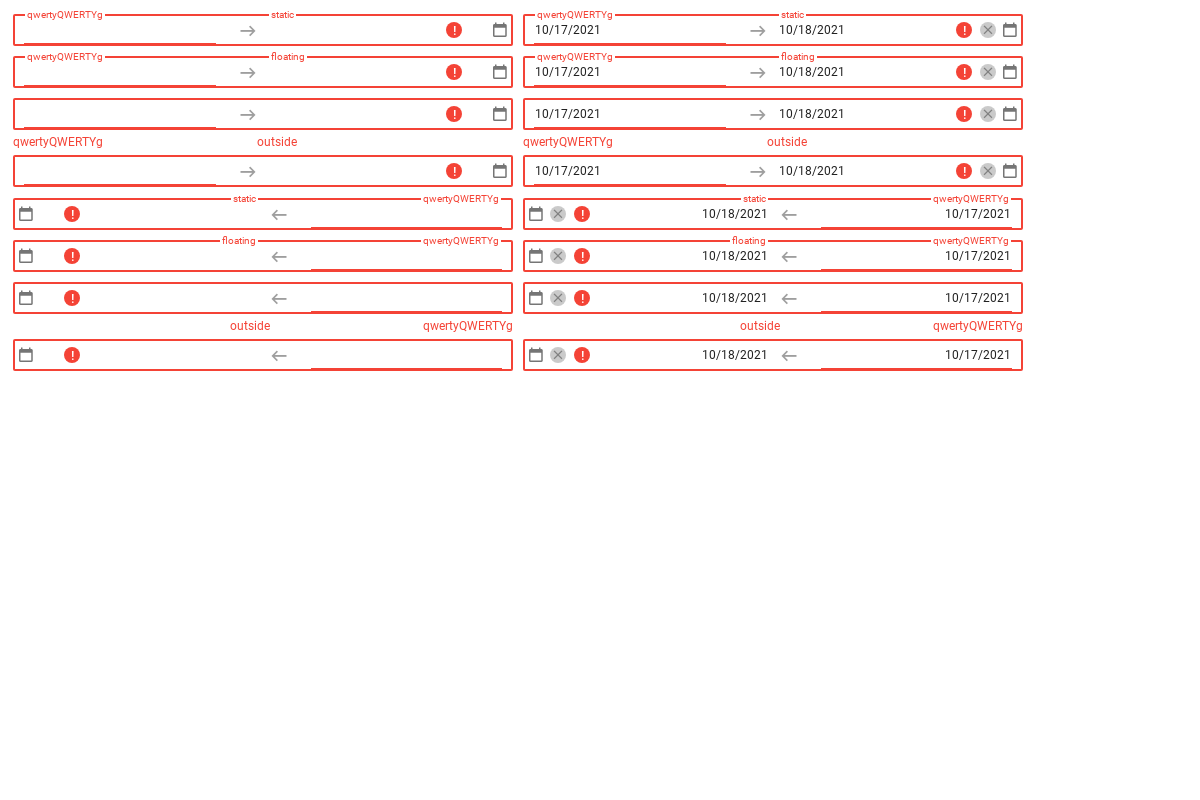 qwertyQWERTYg static qwertyQWERTYg static
10/17/2021 10/18/2021
qwertyQWERTYg floating qwertyQWERTYg floating
10/17/2021 10/18/2021
10/17/2021 10/18/2021
qwertyQWERTYg outside qwertyQWERTYg outside
10/17/2021 10/18/2021
static qwertyQWERTYg static qwertyQWERTYg
10/18/2021 10/17/2021
floating qwertyQWERTYg floating qwertyQWERTYg
10/18/2021 10/17/2021
10/18/2021 10/17/2021
outside qwertyQWERTYg outside qwertyQWERTYg
10/18/2021 10/17/2021